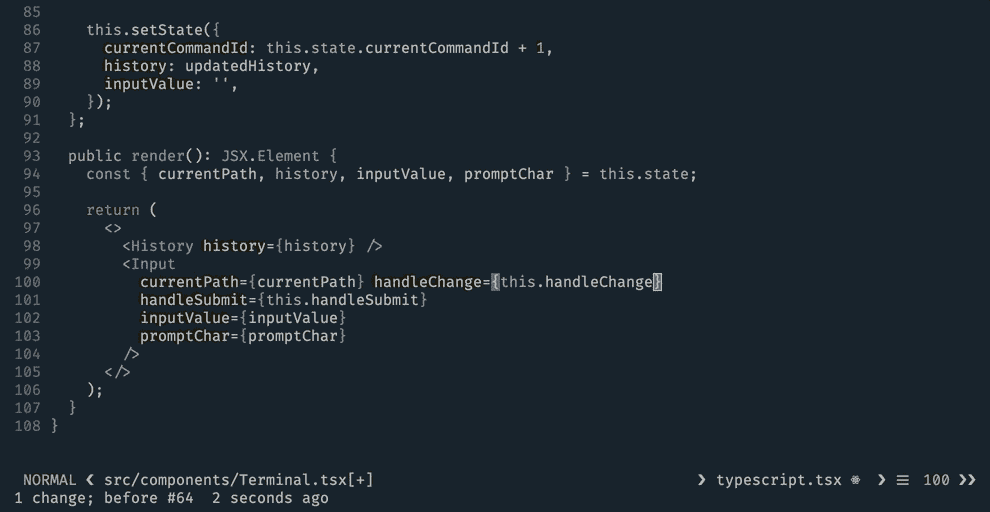 85
86     this.setState({
87       currentCommandId: this.state.currentCommandId + 1,
88       history: updatedHistory,
89       inputValue: '',
90     });
91   };
92
93   public render(): JSX.Element {
94     const { currentPath, history, inputValue, promptChar } = this.state;
95
96     return (
97       <>
98         <History history={history} />
99         <Input
100           currentPath={currentPath} handleChange={this.handleChange}
101           handleSubmit={this.handleSubmit}
102           inputValue={inputValue}
103           promptChar={promptChar}
104         />
105       </>
106     );
107   }
108 }
NORMAL ❮ src/components/Terminal.tsx[+] ❯ typescript.tsx ⚛ ❯ ☰ 100 ❯❯
1 change; before #64  2 seconds ago